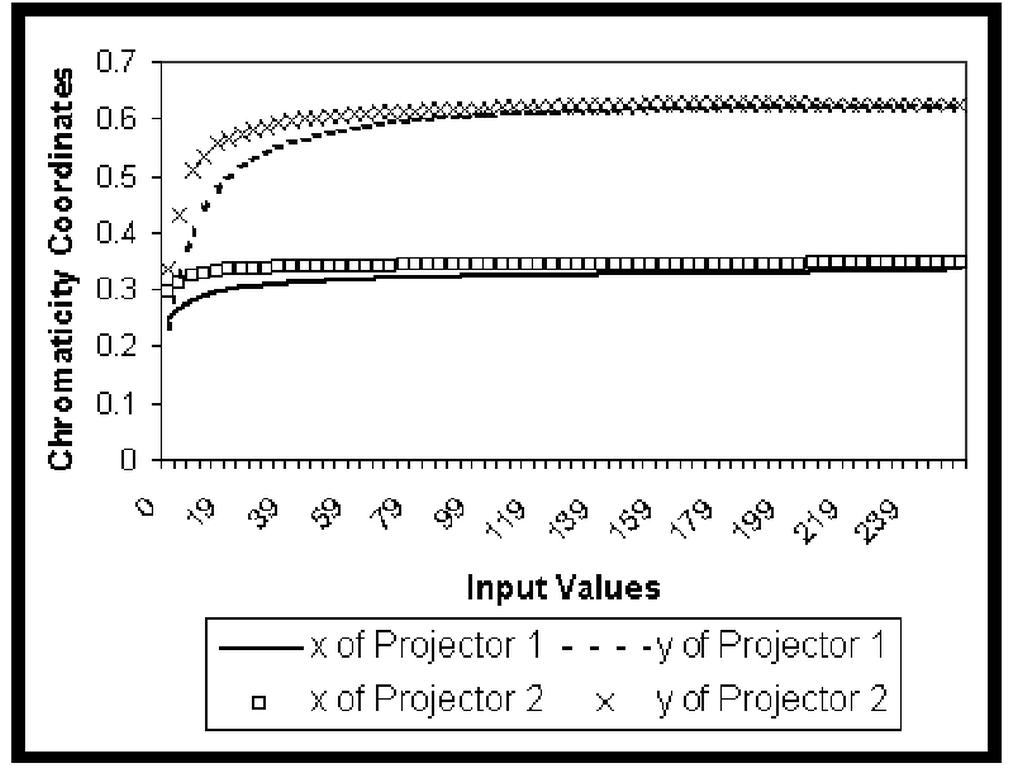 0.7
0.6
0.5
0.4
0.3
0.2
0.1
0
Chromaticity Coordinates
0 19 39 59 79 99 119 139 159 179 199 219 239
Input Values
x of Projector 1 y of Projector 1
x of Projector 2 y of Projector 2